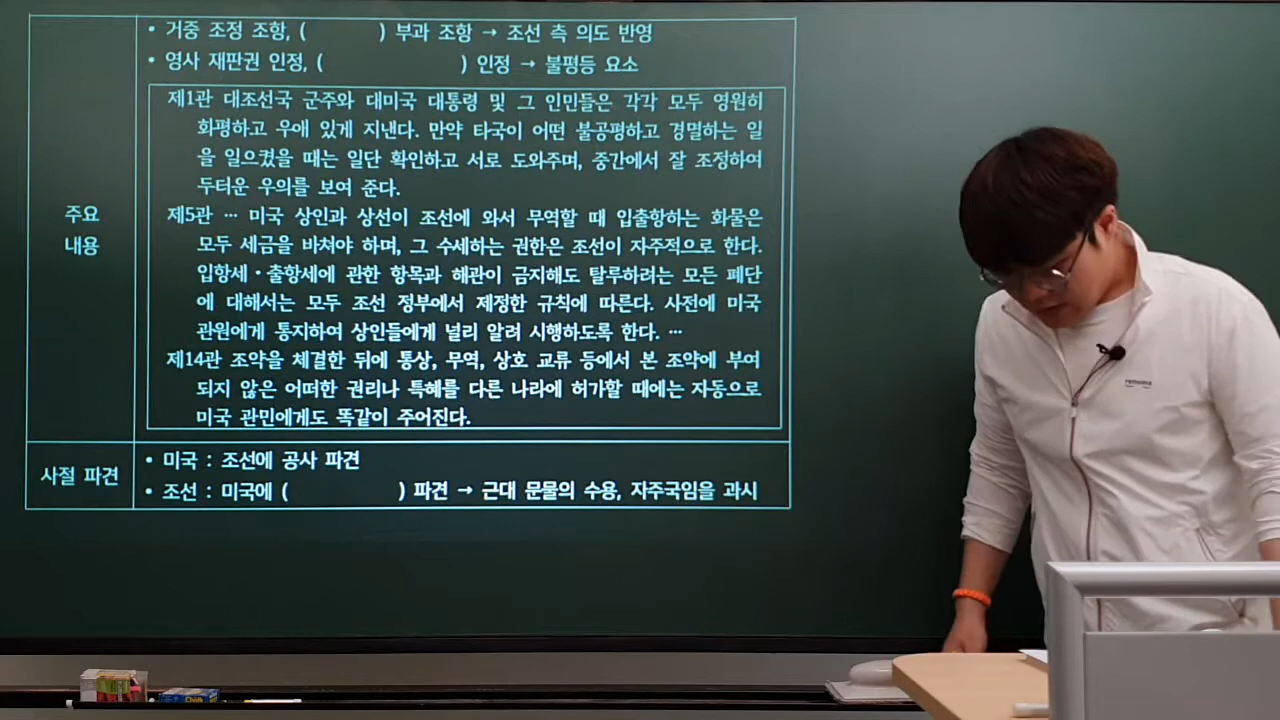 • 거중 조정 조항, ( ) 부과 조항 → 조선 측 의도 반영
• 영사 재판권 인정, ( ) 인정 → 불평등 요소
제1관 대조선국 군주와 대미국 대통령 및 그 인민들은 각각 모두 영원히
화평하고 우애 있게 지낸다. 만약 타국이 어떤 불공평하고 경멸하는 일
을 일으켰을 때는 일단 확인하고 서로 도와주며, 중간에서 잘 조정하여
두터운 우의를 보여 준다.
주요
내용
제5관 … 미국 상인과 상선이 조선에 와서 무역할 때 입출항하는 화물은
모두 세금을 바쳐야 하며, 그 수세하는 권한은 조선이 자주적으로 한다.
입항세·출항세에 관한 항목과 해관이 금지해도 탈루하려는 모든 폐단
에 대해서는 모두 조선 정부에서 제정한 규칙에 따른다. 사전에 미국
관원에게 통지하여 상인들에게 널리 알려 시행하도록 한다. …
제14관 조약을 체결한 뒤에 통상, 무역, 상호 교류 등에서 본 조약에 부여
되지 않은 어떠한 권리나 특혜를 다른 나라에 허가할 때에는 자동으로
미국 관민에게도 똑같이 주어진다.
사절 파견
• 미국 : 조선에 공사 파견
• 조선 : 미국에 ( ) 파견 → 근대 문물의 수용, 자주국임을 과시
renoma